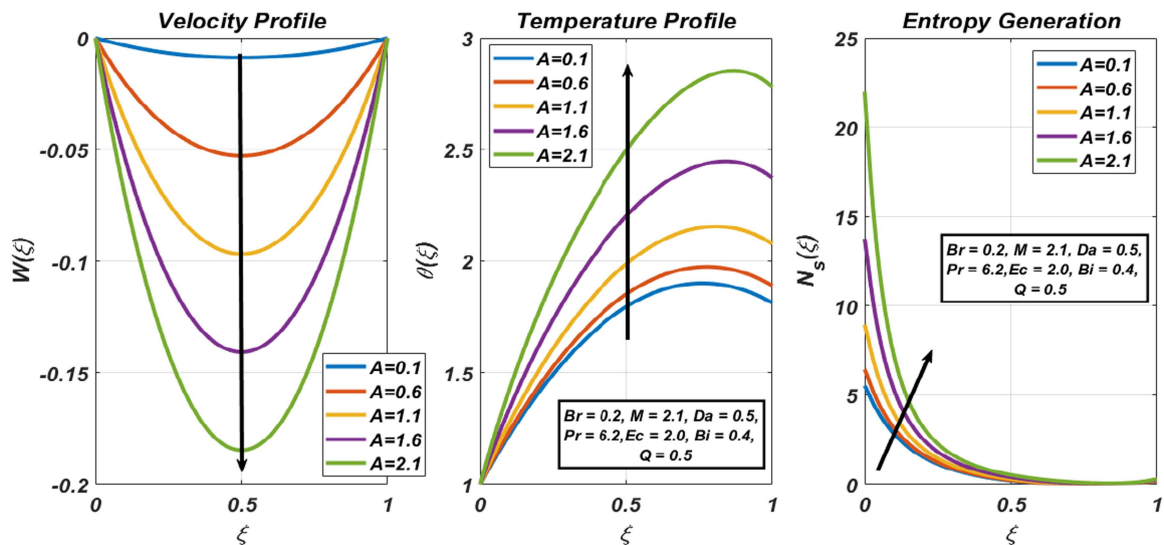 Velocity Profile
0
-0.05
-0.1
-0.15
-0.2
W(ξ)
0
0.5
1
ξ
A=0.1
A=0.6
A=1.1
A=1.6
A=2.1
Temperature Profile
3
2.5
2
1.5
1
θ(ξ)
0
0.5
1
ξ
A=0.1
A=0.6
A=1.1
A=1.6
A=2.1
Br = 0.2, M = 2.1, Da = 0.5,
Pr = 6.2,Ec = 2.0, Bi = 0.4,
Q = 0.5
Entropy Generation
25
20
15
10
5
0
N_s(ξ)
0
0.5
1
ξ
A=0.1
A=0.6
A=1.1
A=1.6
A=2.1
Br = 0.2, M = 2.1, Da = 0.5,
Pr = 6.2,Ec = 2.0, Bi = 0.4,
Q = 0.5